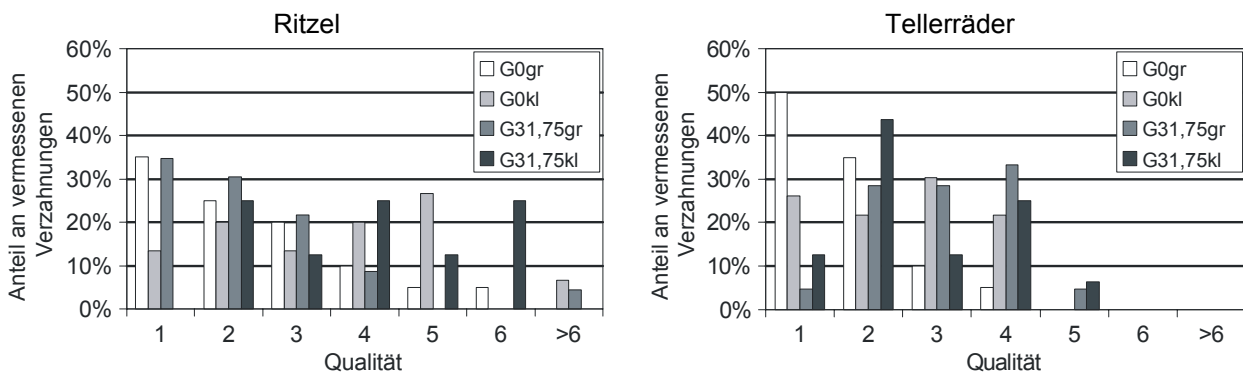 Ritzel
60%
50%
40%
30%
20%
10%
0%
Anteil an vermessenen
Verzahnungen
G0gr
G0kl
G31,75gr
G31,75kl
1 2 3 4 5 6 >6
Qualität
Tellerräder
60%
50%
40%
30%
20%
10%
0%
Anteil an vermessenen
Verzahnungen
G0gr
G0kl
G31,75gr
G31,75kl
1 2 3 4 5 6 >6
Qualität